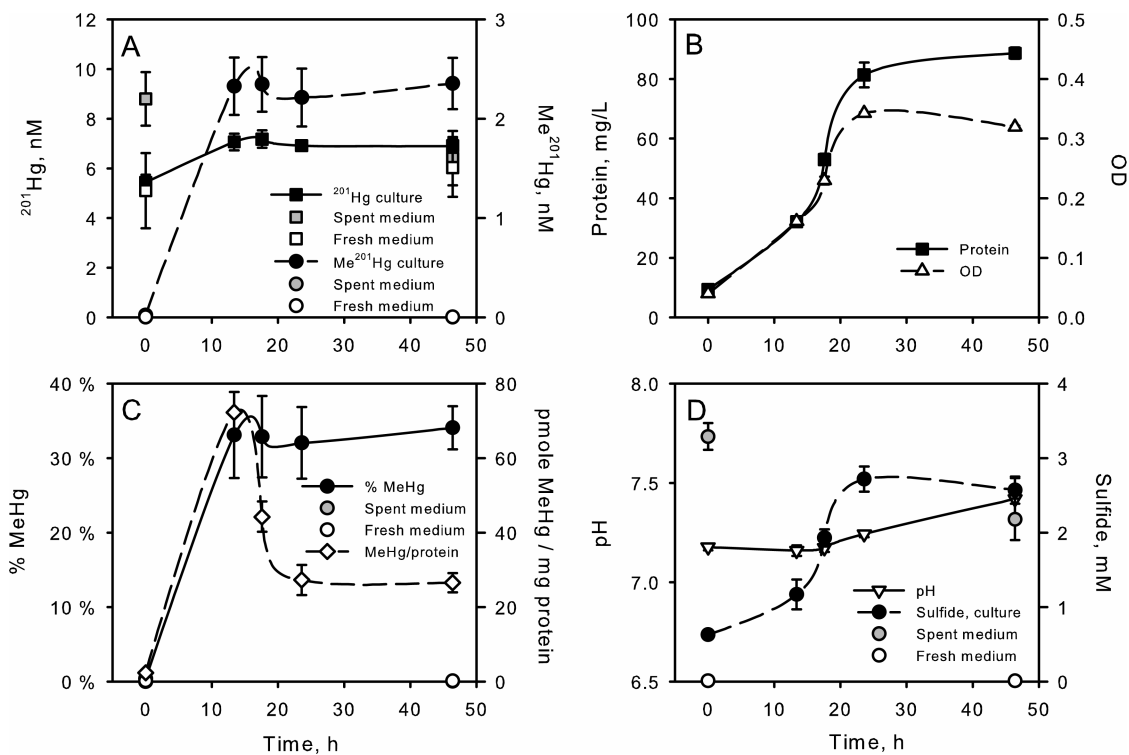 A
12
10
8
6
4
2
0
²⁰¹Hg, nM
3
2
1
0
Me²⁰¹Hg, nM
²⁰¹Hg culture
Spent medium
Fresh medium
Me²⁰¹Hg culture
Spent medium
Fresh medium
0 10 20 30 40 50
B
100
80
60
40
20
0
Protein, mg/L
0.5
0.4
0.3
0.2
0.1
0.0
OD
Protein
OD
0 10 20 30 40 50
C
40 %
30 %
20 %
10 %
0 %
% MeHg
80
60
40
20
0
pmole MeHg / mg protein
% MeHg
Spent medium
Fresh medium
MeHg/protein
0 10 20 30 40 50
Time, h
D
8.0
7.5
7.0
6.5
pH
4
3
2
1
0
Sulfide, mM
pH
Sulfide, culture
Spent medium
Fresh medium
0 10 20 30 40 50
Time, h